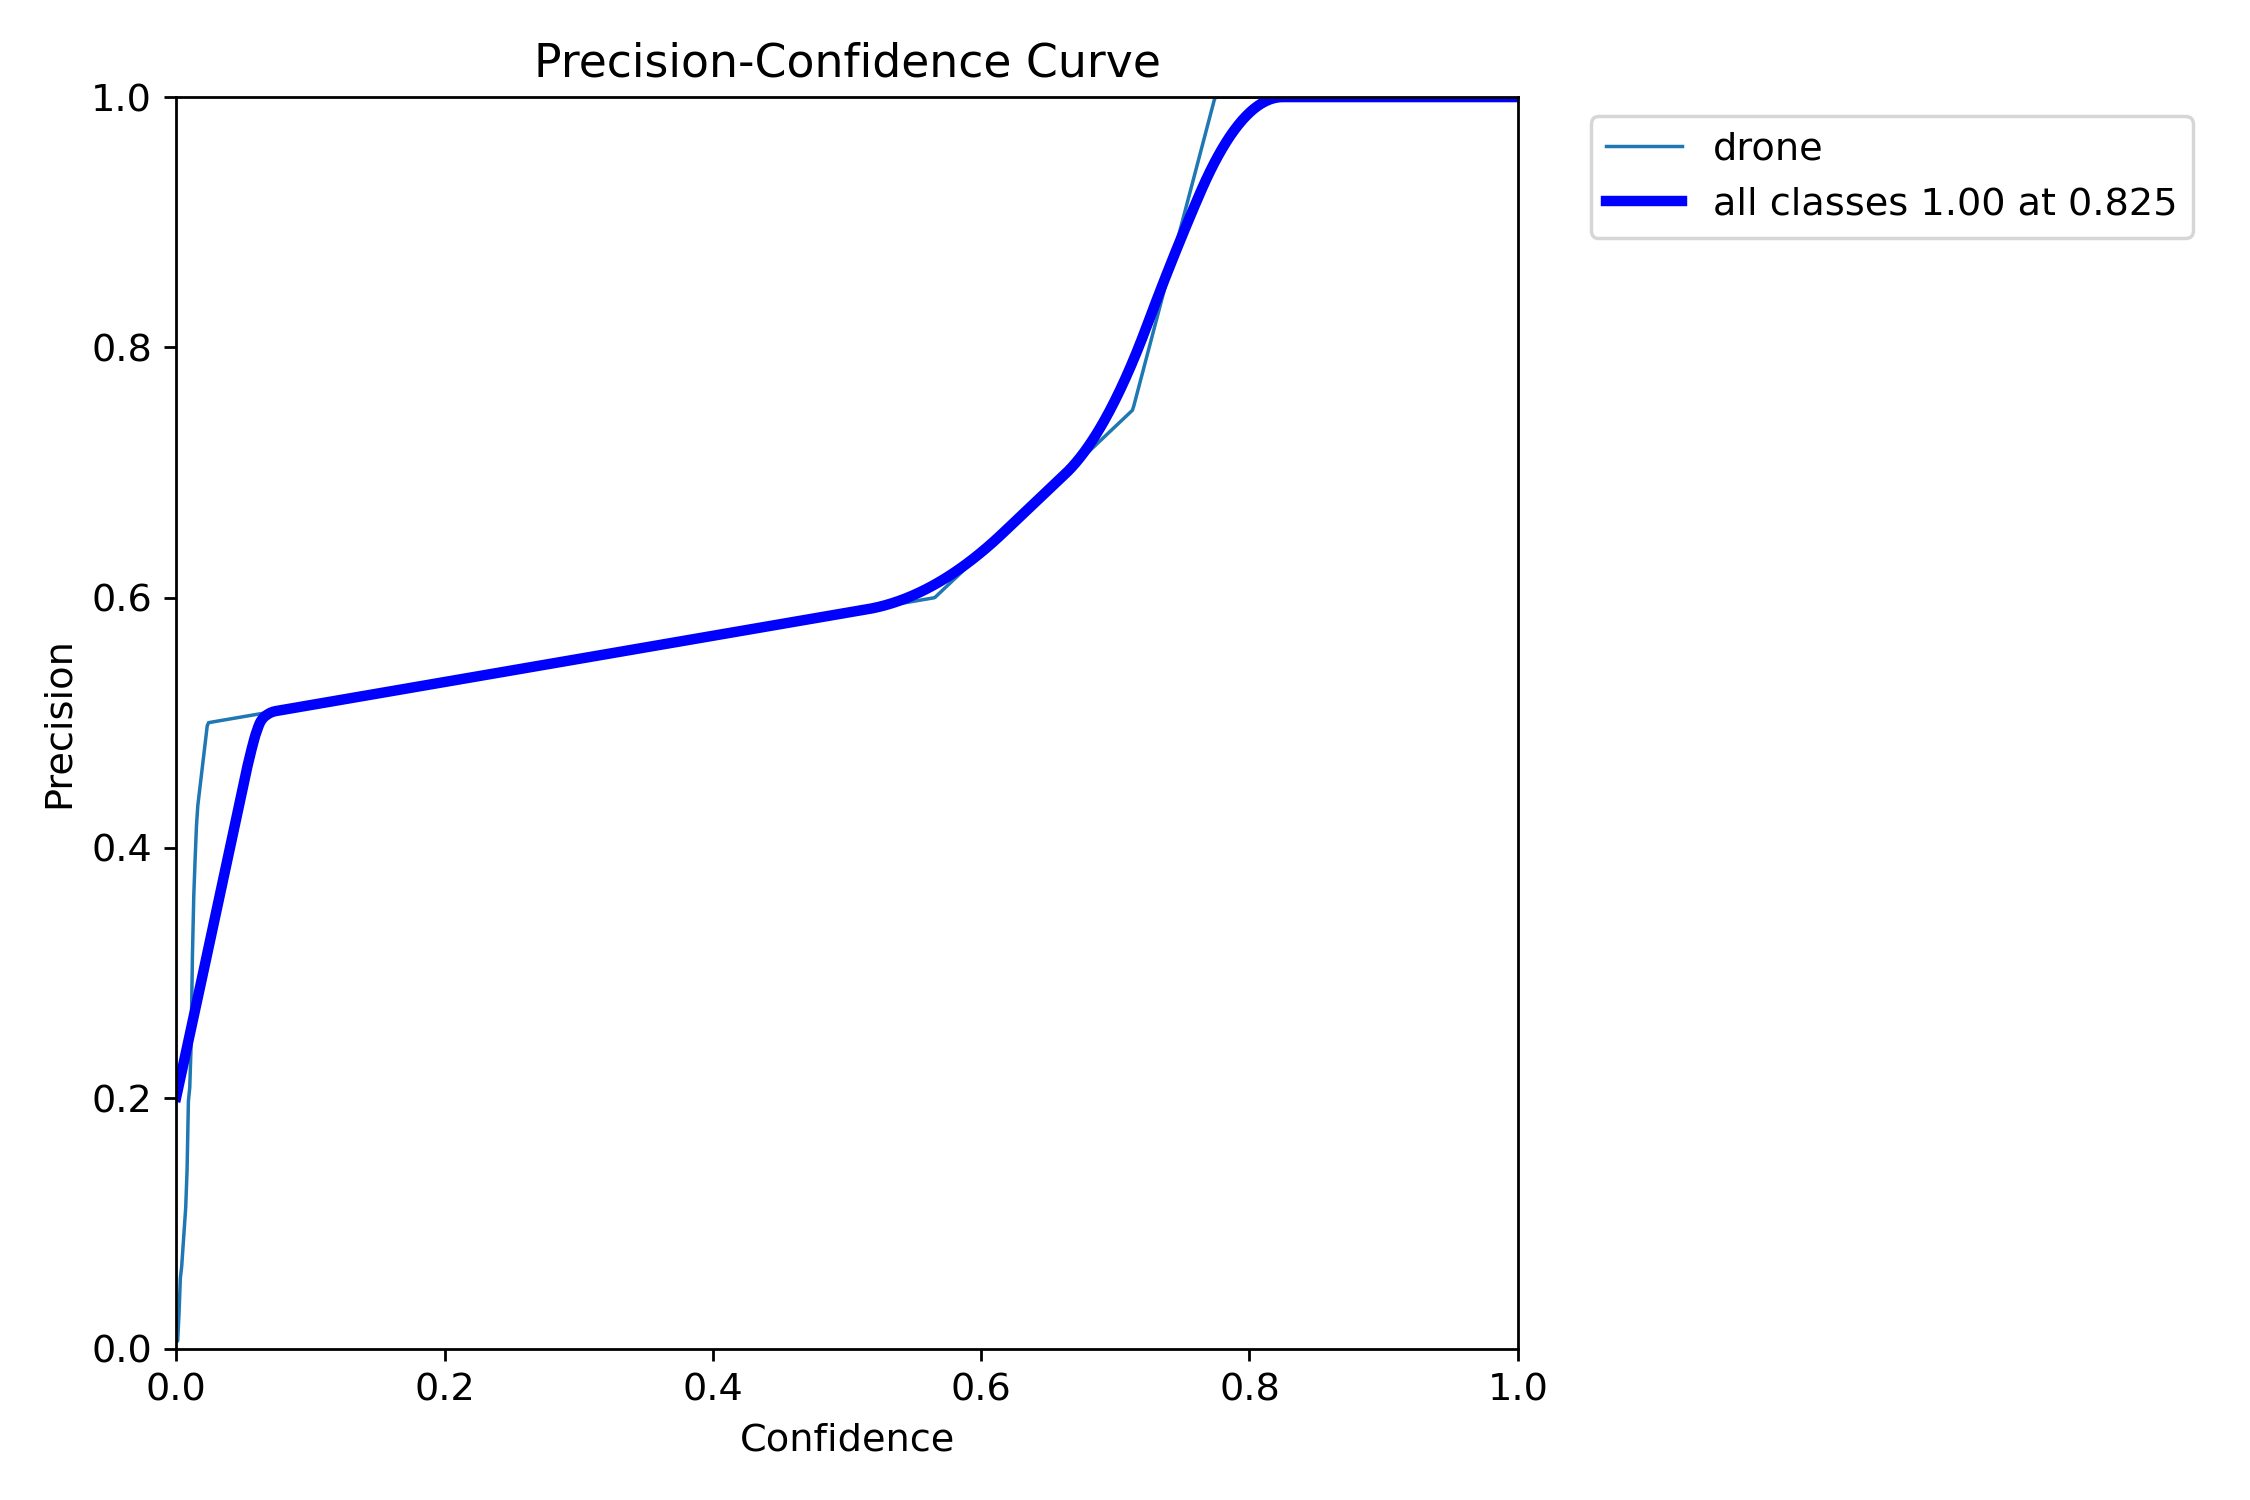 Precision-Confidence Curve
1.0
0.8
0.6
0.4
0.2
0.0
Precision
0.0 0.2 0.4 0.6 0.8 1.0
Confidence
drone
all classes 1.00 at 0.825